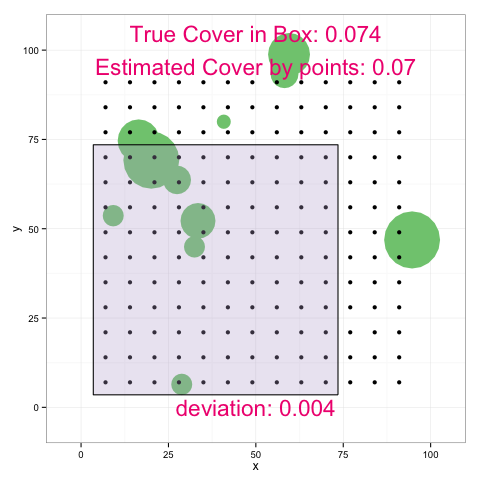 True Cover in Box: 0.074
Estimated Cover by points: 0.07
100
75
50
25
0
y
deviation: 0.004
0 25 50 75 100
x